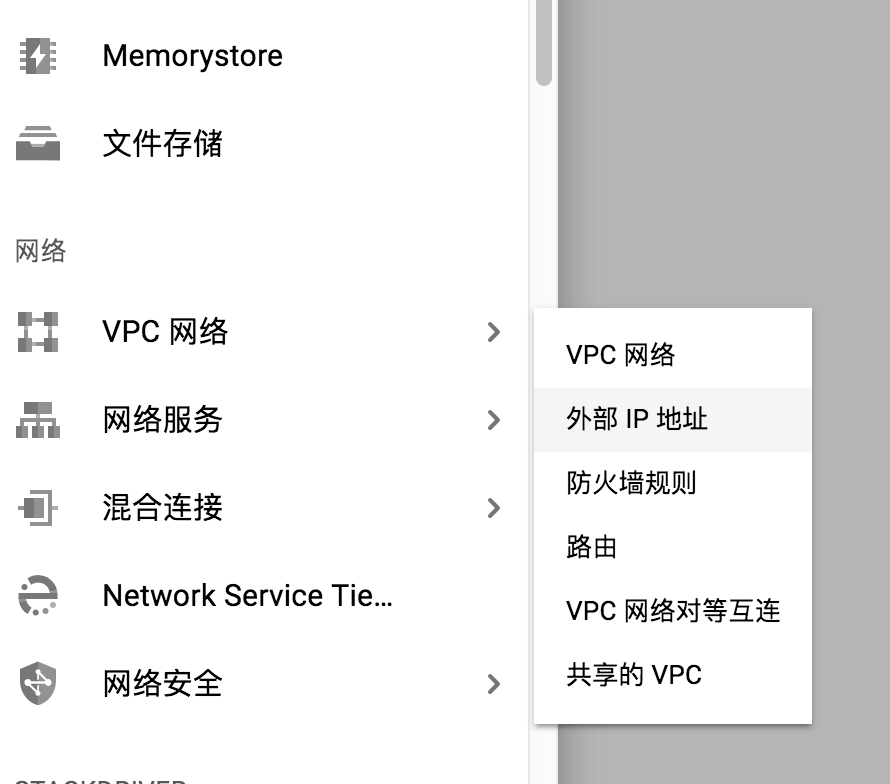 Memorystore
文件存储
网络
VPC 网络
网络服务
混合连接
Network Service Tie...
网络安全
STACKDRIVER
VPC 网络
外部 IP 地址
防火墙规则
路由
VPC 网络对等互连
共享的 VPC